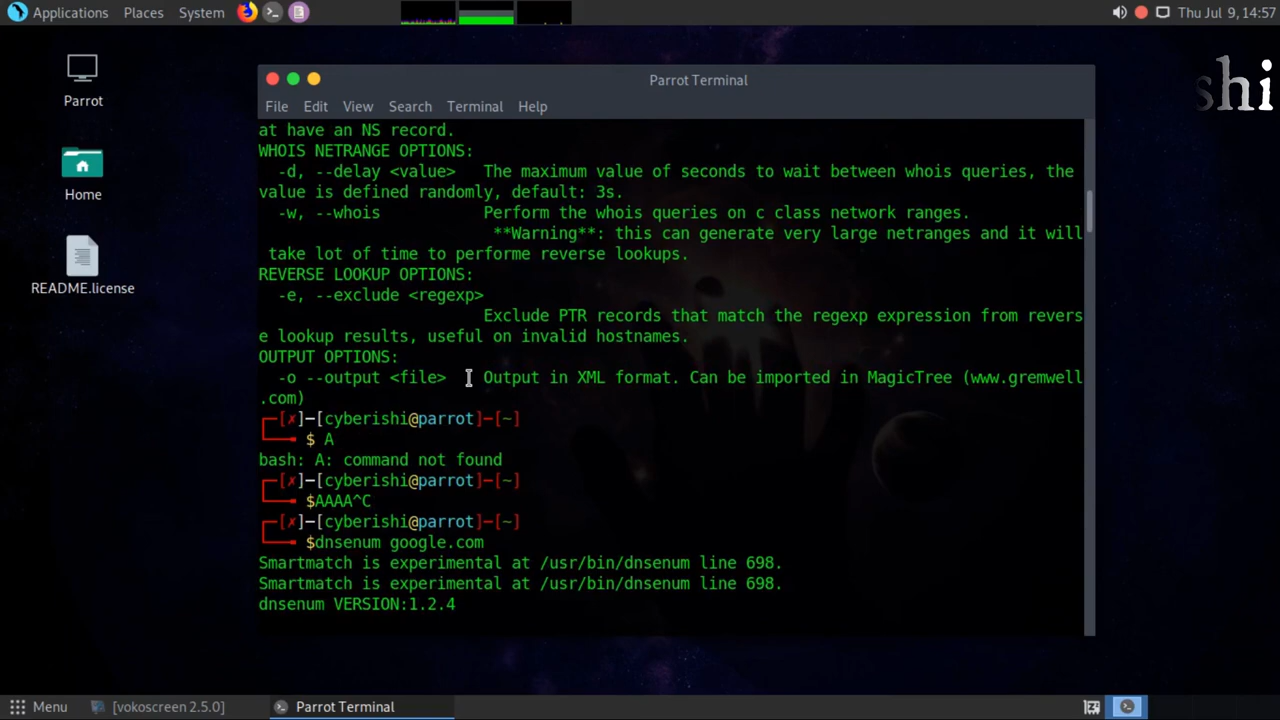 Applications Places System
Thu Jul 9, 14:57
Parrot
Home
README.license
shi
Parrot Terminal
File Edit View Search Terminal Help
at have an NS record.
WHOIS NETRANGE OPTIONS:
-d, --delay <value> The maximum value of seconds to wait between whois queries, the
value is defined randomly, default: 3s.
-w, --whois Perform the whois queries on c class network ranges.
**Warning**: this can generate very large netranges and it will
take lot of time to performe reverse lookups.
REVERSE LOOKUP OPTIONS:
-e, --exclude <regexp>
Exclude PTR records that match the regexp expression from revers
e lookup results, useful on invalid hostnames.
OUTPUT OPTIONS:
-o --output <file> Output in XML format. Can be imported in MagicTree (www.gremwell
.com)
┌─[✗]─[cyberishi@parrot]─[~]
└──╼ $ A
bash: A: command not found
┌─[✗]─[cyberishi@parrot]─[~]
└──╼ $AAAA^C
┌─[✗]─[cyberishi@parrot]─[~]
└──╼ $dnsenum google.com
Smartmatch is experimental at /usr/bin/dnsenum line 698.
Smartmatch is experimental at /usr/bin/dnsenum line 698.
dnsenum VERSION:1.2.4
Menu [vokoscreen 2.5.0] Parrot Terminal